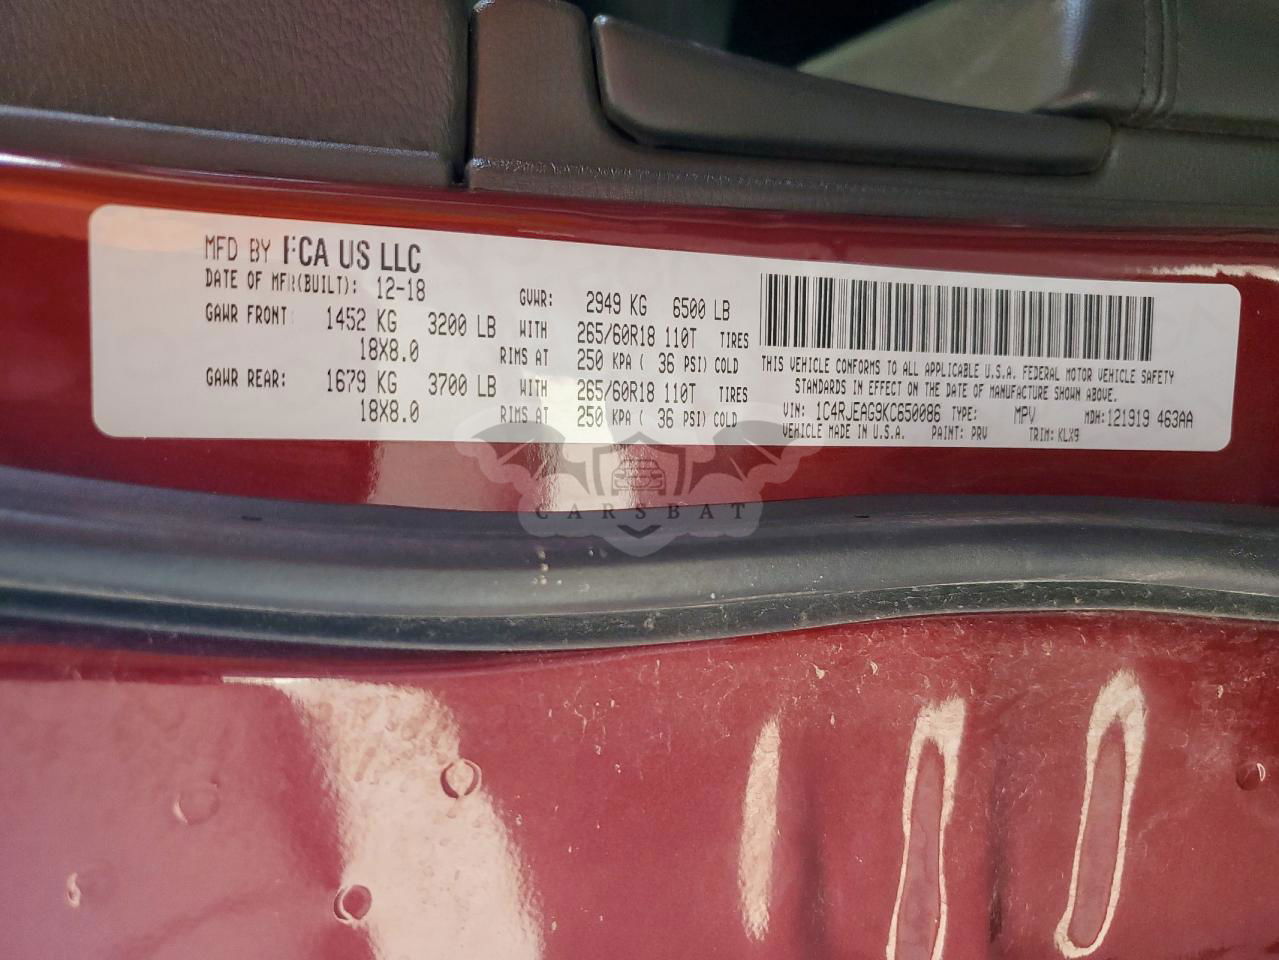 MFD BY FCA US LLC
DATE OF MFR(BUILT): 12-18 GVWR: 2949 KG 6500 LB
GAWR FRONT: 1452 KG 3200 LB WITH 265/60R18 110T TIRES
18X8.0 RIMS AT 250 KPA ( 36 PSI) COLD
GAWR REAR: 1679 KG 3700 LB WITH 265/60R18 110T TIRES
18X8.0 RIMS AT 250 KPA ( 36 PSI) COLD
THIS VEHICLE CONFORMS TO ALL APPLICABLE U.S.A. FEDERAL MOTOR VEHICLE SAFETY
STANDARDS IN EFFECT ON THE DATE OF MANUFACTURE SHOWN ABOVE.
VIN: 1C4RJEAG9KC650086 TYPE: MPV MDH: 121919 463AA
VEHICLE MADE IN U.S.A. PAINT: PRV TRIM: KLX9
CARSBAT